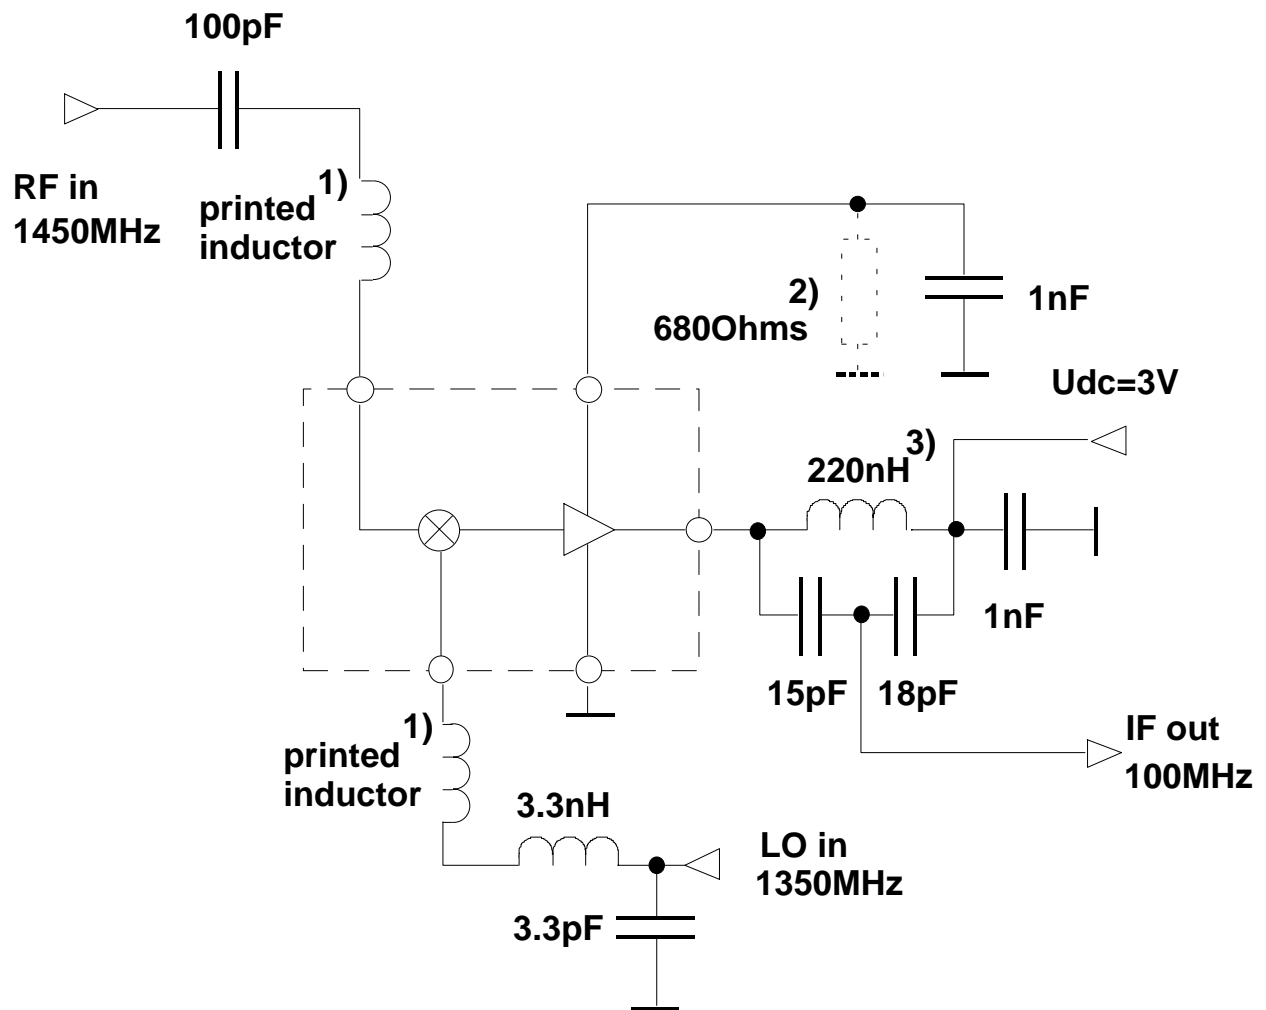 100pF
RF in
1450MHz
1)
printed
inductor
2)
680Ohms
1nF
Udc=3V
3)
220nH
1nF
15pF
18pF
IF out
100MHz
1)
printed
inductor
3.3nH
LO in
1350MHz
3.3pF